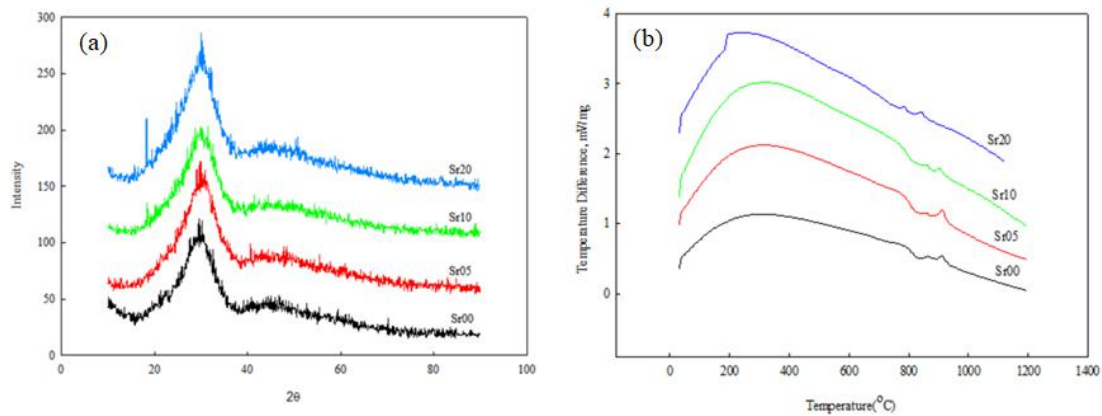 (a)
300
250
200
150
100
50
0
Intensity
Sr20
Sr10
Sr05
Sr00
0 20 40 60 80 100
2θ
(b)
4
3
2
1
0
Temperature Difference, mV/mg
Sr20
Sr10
Sr05
Sr00
0 200 400 600 800 1000 1200 1400
Temperature(°C)